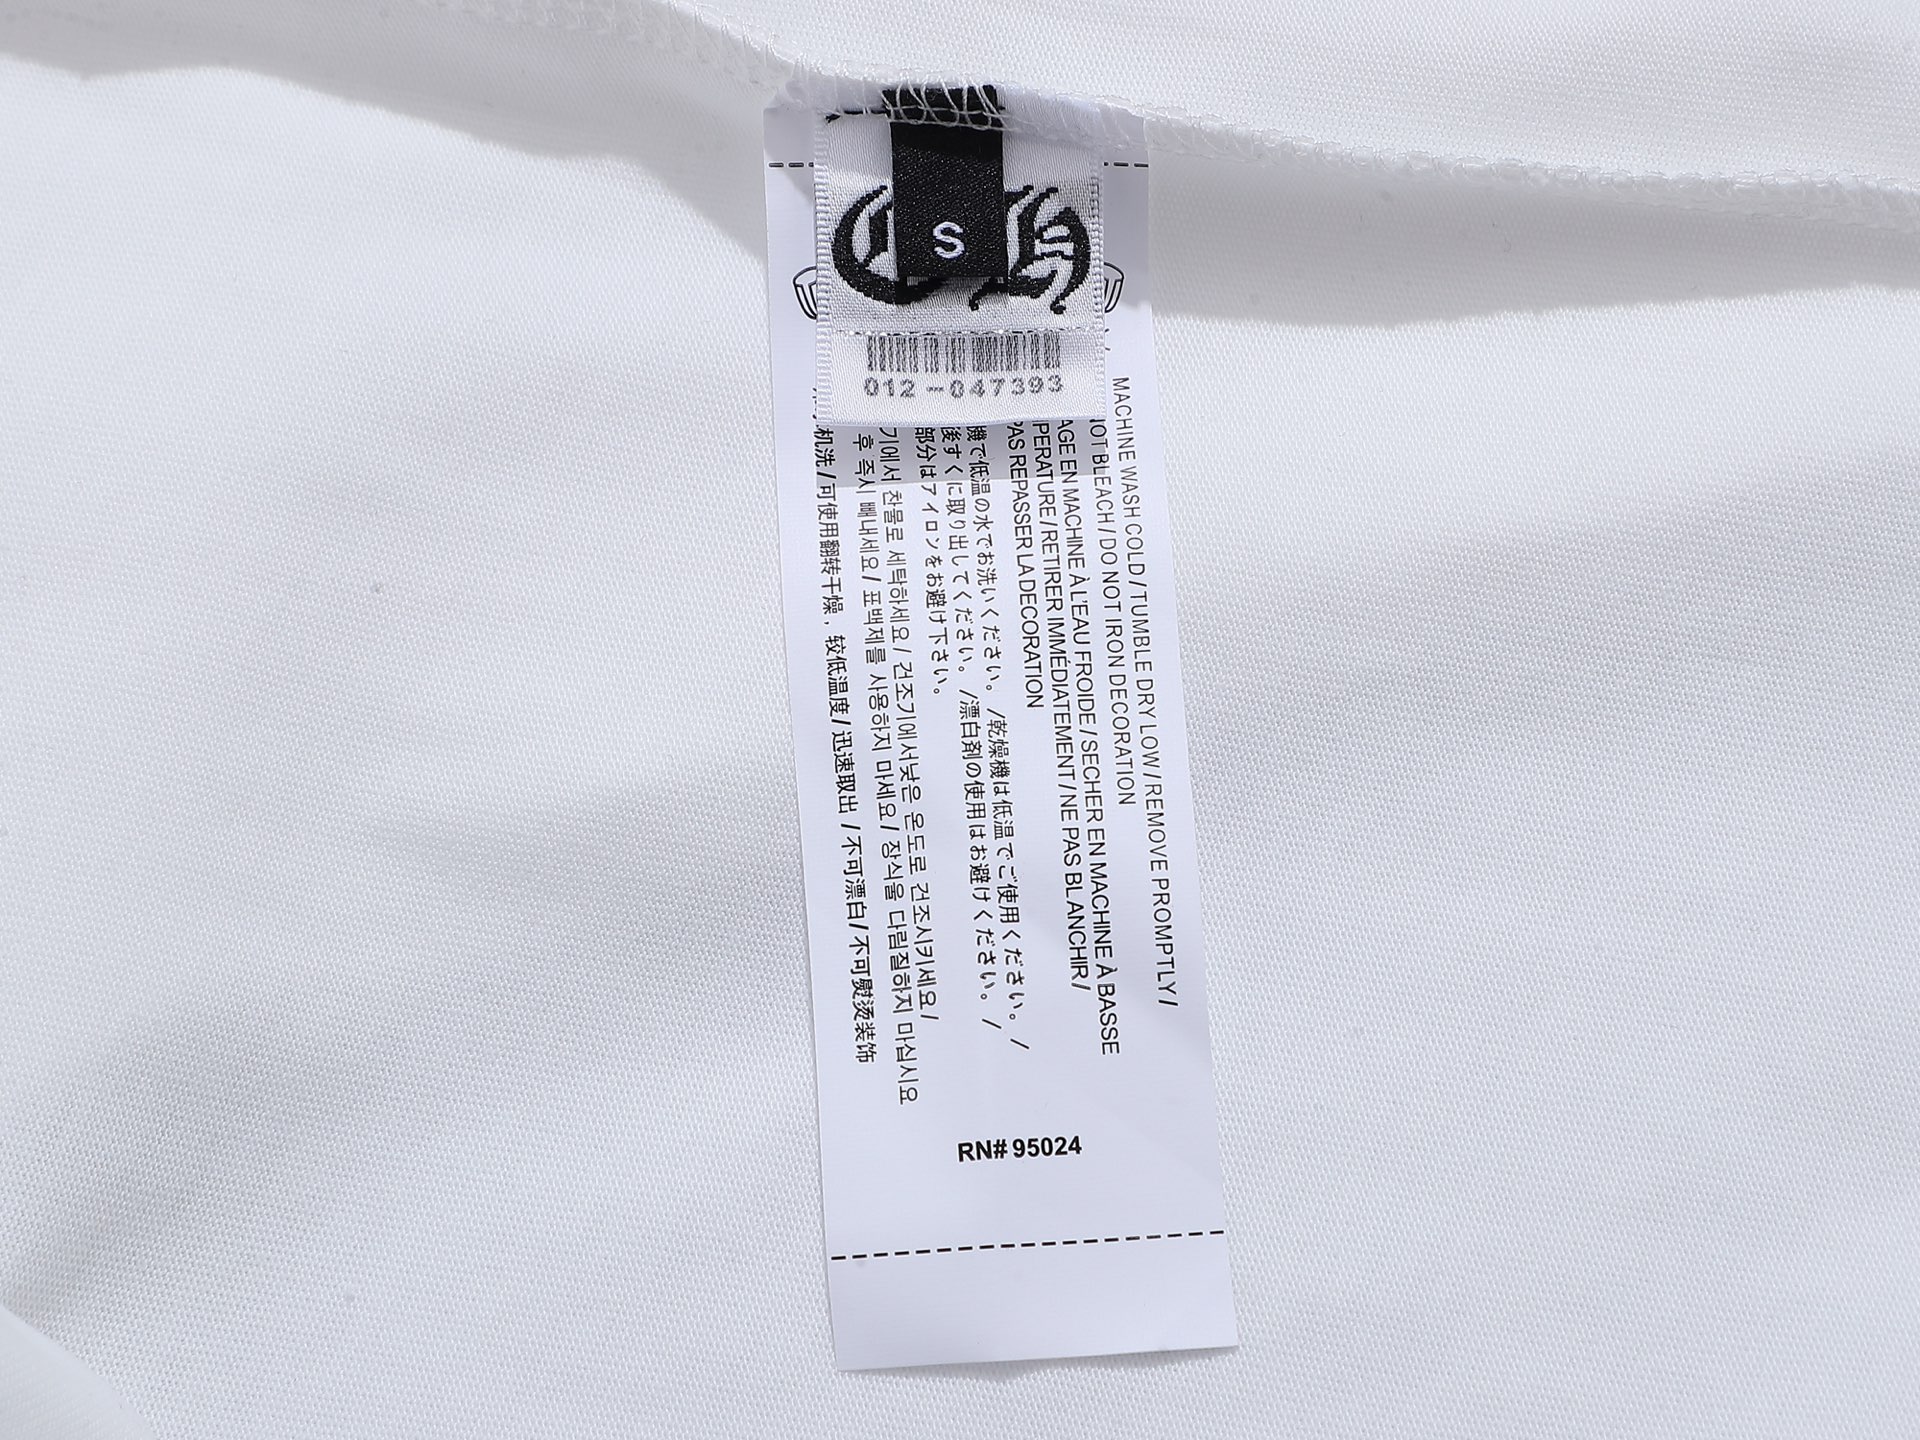 S
CH
012-047393
MACHINE WASH COLD/TUMBLE DRY LOW/REMOVE PROMPTLY/
NOT BLEACH/DO NOT IRON DECORATION
AGE EN MACHINE À L'EAU FROIDE/SECHER EN MACHINE À BASSE
PERATURE/RETIRER IMMÉDIATEMENT/NE PAS BLANCHIR/
PAS REPASSER LA DECORATION
機で低温の水でお洗いください。/乾燥機は低温でご使用ください。/
後すぐに取り出してください。/漂白剤の使用はお避けください。/
部分はアイロンをお避け下さい。
기에서 찬물로 세탁하세요/ 건조기에서낮은 온도로 건조시키세요/
후 즉시 빼내세요/ 표백제를 사용하지 마세요/ 장식을 다림질하지 마십시요
机洗/可使用翻转干燥，较低温度/迅速取出/不可漂白/不可熨烫装饰
RN# 95024